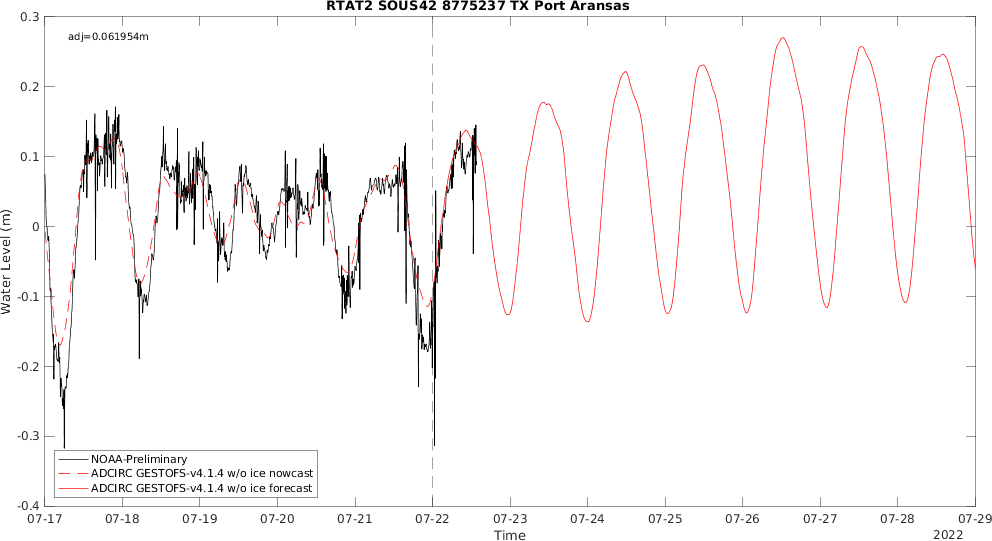 RTAT2 SOUS42 8775237 TX Port Aransas
adj=0.061954m
0.3
0.2
0.1
0
-0.1
-0.2
-0.3
-0.4
Water Level (m)
NOAA-Preliminary
ADCIRC GESTOFS-v4.1.4 w/o ice nowcast
ADCIRC GESTOFS-v4.1.4 w/o ice forecast
07-17 07-18 07-19 07-20 07-21 07-22 07-23 07-24 07-25 07-26 07-27 07-28 07-29
Time
2022